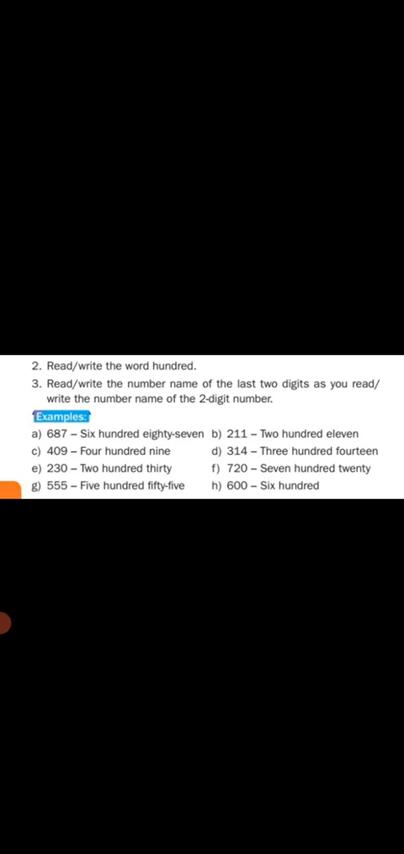 2. Read/write the word hundred.
3. Read/write the number name of the last two digits as you read/
write the number name of the 2-digit number.
Examples:
a) 687 – Six hundred eighty-seven b) 211 – Two hundred eleven
c) 409 – Four hundred nine d) 314 – Three hundred fourteen
e) 230 – Two hundred thirty f) 720 – Seven hundred twenty
g) 555 – Five hundred fifty-five h) 600 – Six hundred